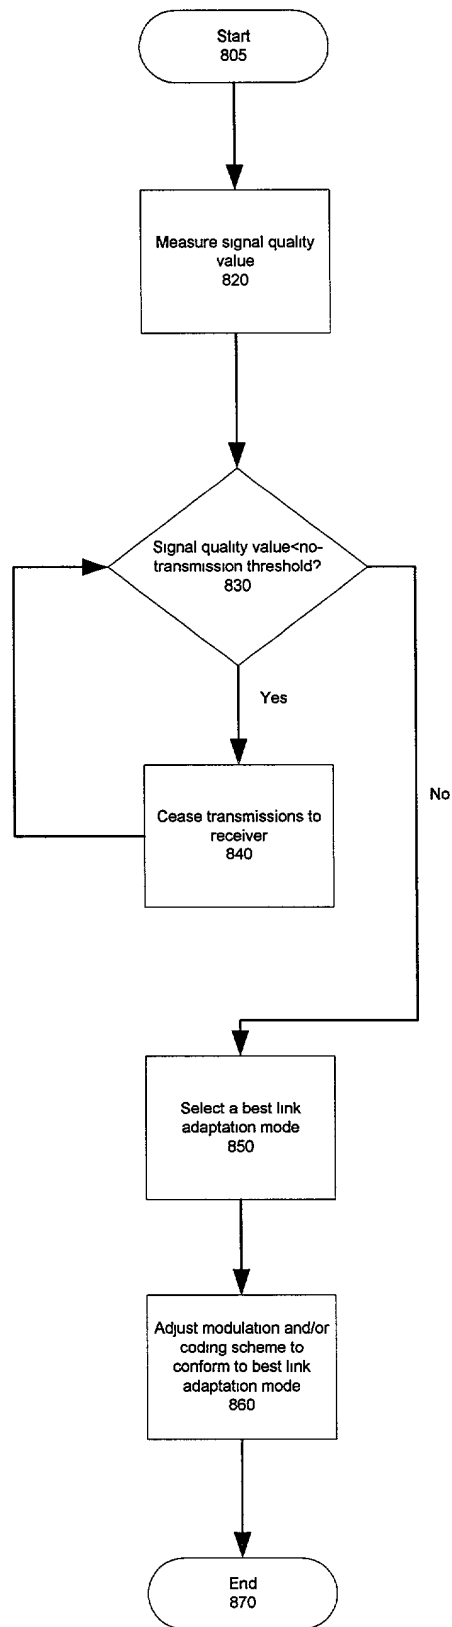 Start
805
Measure signal quality
value
820
Signal quality value<no-
transmission threshold?
830
Yes
No
Cease transmissions to
receiver
840
Select a best link
adaptation mode
850
Adjust modulation and/or
coding scheme to
conform to best link
adaptation mode
860
End
870